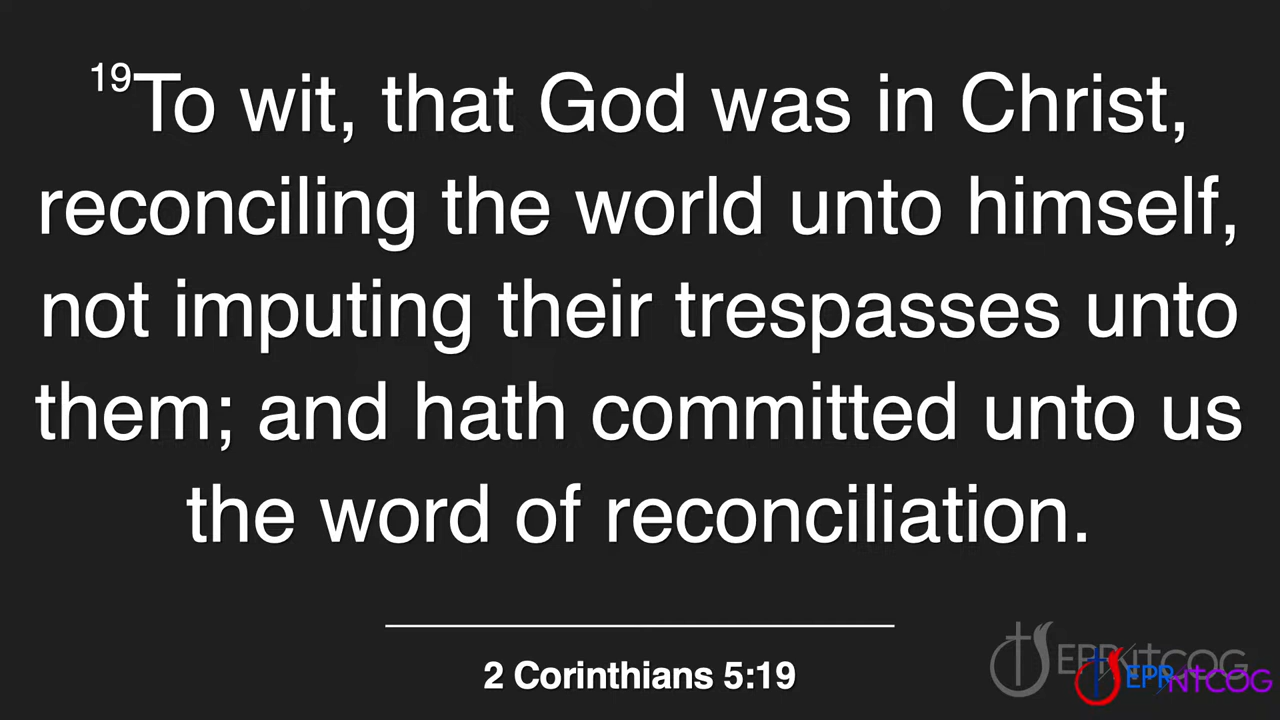 19To wit, that God was in Christ,
reconciling the world unto himself,
not imputing their trespasses unto
them; and hath committed unto us
the word of reconciliation.
2 Corinthians 5:19